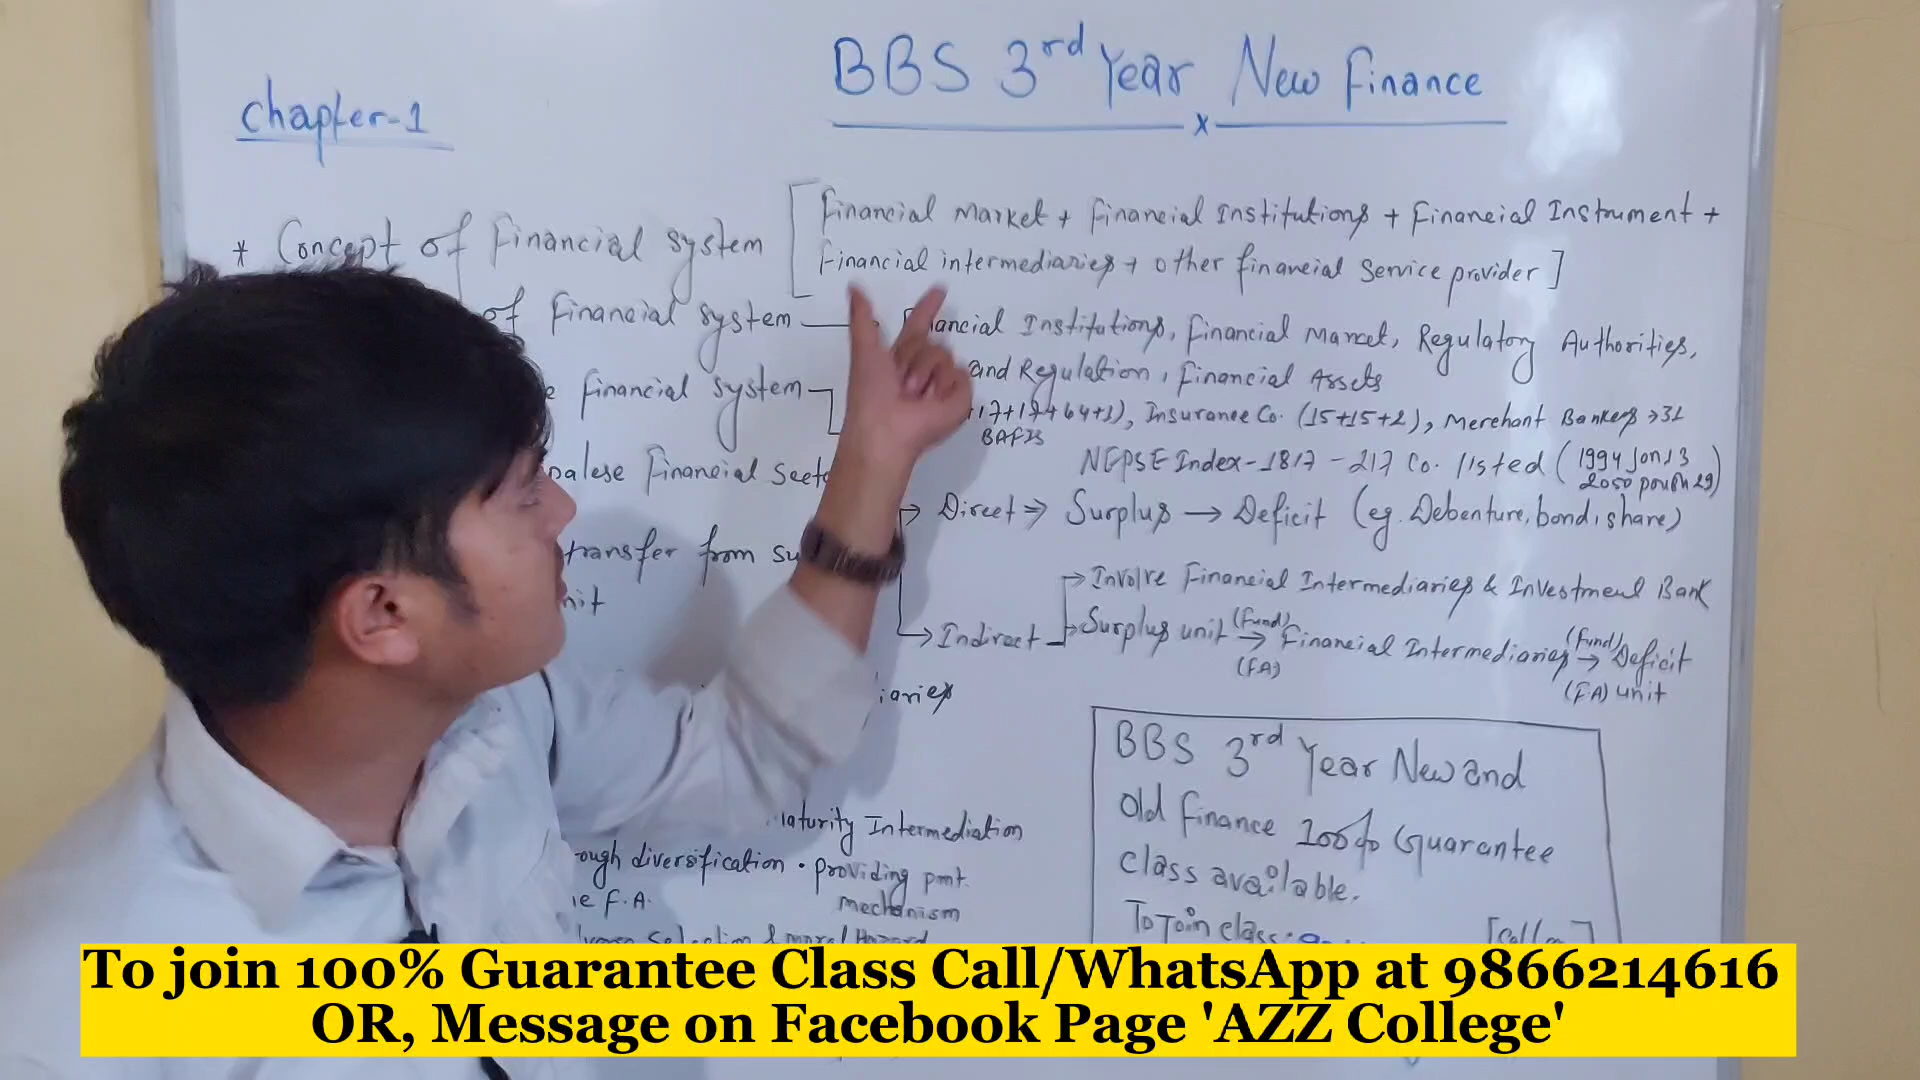 BBS 3rd Year New Finance
x
chapter-1
* Concept of Financial System [Financial Market + Financial Institutions + Financial Instrument +
Financial intermediaries + other financial Service provider]
of Financial System → Financial Institutions, Financial Market, Regulatory Authorities,
and Regulation, Financial Assets
financial System
17+17+64+1), Insurance Co. (15+15+2), Merchant Bankers → 31
BAFIs
NEPSE Index - 1817 - 217 Co. listed (1994 Jan 13
2050 poush 29)
palese Financial Secto
→ Direct ⇒ Surplus → Deficit (eg. Debenture, bond, share)
transfer from su
nit
→ Involve Financial Intermediaries & Investment Bank
→ Indirect → Surplus unit (Fund) → Financial Intermediaries (Fund) → Deficit
(FA) (F.A) unit
iaries
BBS 3rd Year New and
Old finance 100% Guarantee
class available.
To Join class:
aturity Intermediation
ough diversification • providing pmt.
F.A. mechanism
Selection & moral Hazard
To join 100% Guarantee Class Call/WhatsApp at 9866214616
OR, Message on Facebook Page 'AZZ College'